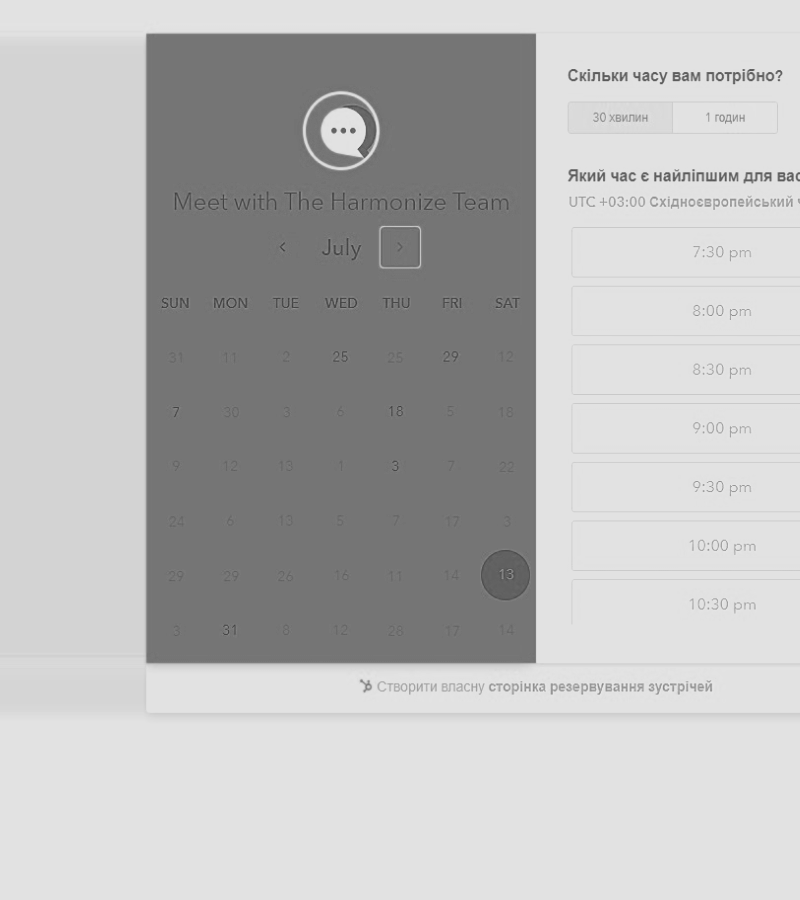 Meet with The Harmonize Team
July
SUN MON TUE WED THU FRI SAT
31 11 2 25 25 29 12
7 30 3 6 18 5 18
9 12 13 1 3 7 22
24 6 13 5 7 17 3
29 29 26 16 11 14 13
3 31 8 12 28 17 14
Скільки часу вам потрібно?
30 хвилин 1 годин
Який час є найліпшим для вас
UTC +03:00 Східноєвропейський
7:30 pm
8:00 pm
8:30 pm
9:00 pm
9:30 pm
10:00 pm
10:30 pm
Створити власну сторінка резервування зустрічей